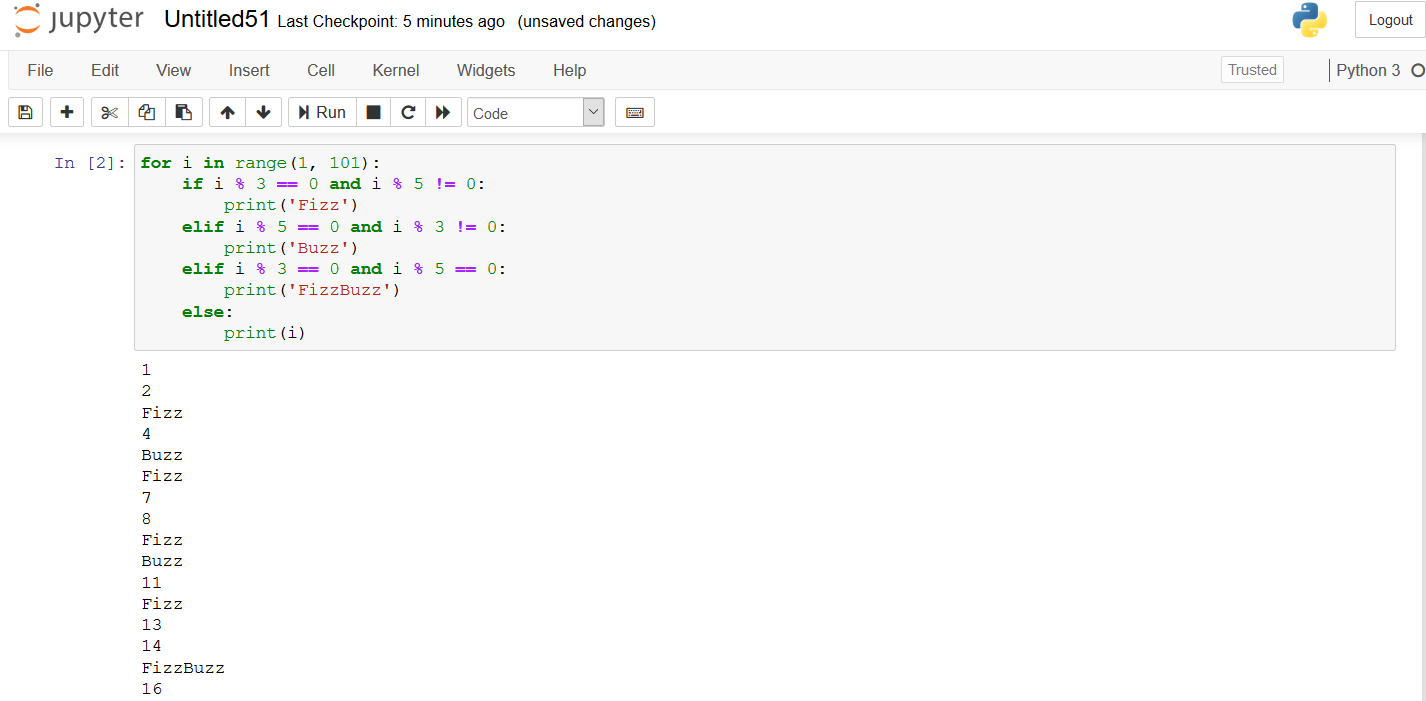 jupyter Untitled51 Last Checkpoint: 5 minutes ago (unsaved changes) Logout
File Edit View Insert Cell Kernel Widgets Help Trusted Python 3
Run Code
In [2]: for i in range(1, 101):
    if i % 3 == 0 and i % 5 != 0:
        print('Fizz')
    elif i % 5 == 0 and i % 3 != 0:
        print('Buzz')
    elif i % 3 == 0 and i % 5 == 0:
        print('FizzBuzz')
    else:
        print(i)
1
2
Fizz
4
Buzz
Fizz
7
8
Fizz
Buzz
11
Fizz
13
14
FizzBuzz
16